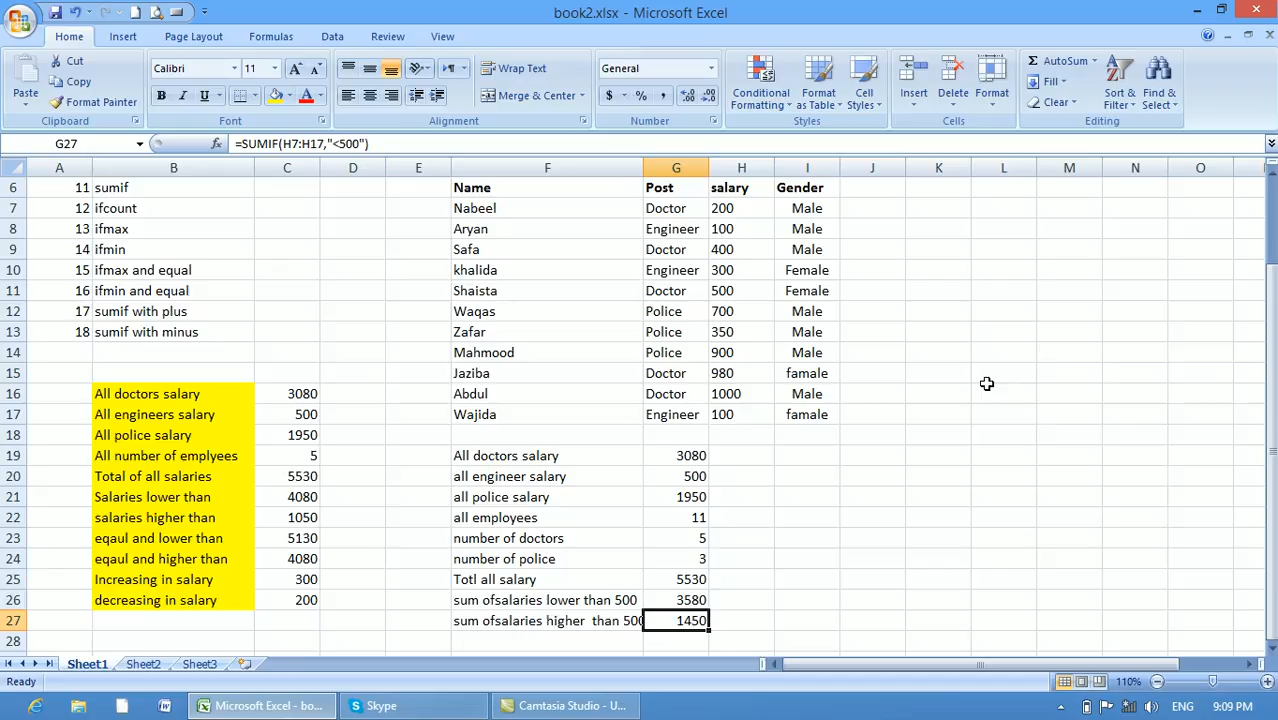 book2.xlsx - Microsoft Excel
Home Insert Page Layout Formulas Data Review View
Paste Cut Copy Format Painter Clipboard
Calibri 11 B I U Font
Wrap Text Merge & Center Alignment
General $ % , Number
Conditional Formatting Format as Table Cell Styles Styles
Insert Delete Format Cells
Σ AutoSum Fill Clear Sort & Filter Find & Select Editing
G27 fx =SUMIF(H7:H17,"<500")
A B C D E F G H I J K L M N O
6 11 sumif Name Post salary Gender
7 12 ifcount Nabeel Doctor 200 Male
8 13 ifmax Aryan Engineer 100 Male
9 14 ifmin Safa Doctor 400 Male
10 15 ifmax and equal khalida Engineer 300 Female
11 16 ifmin and equal Shaista Doctor 500 Female
12 17 sumif with plus Waqas Police 700 Male
13 18 sumif with minus Zafar Police 350 Male
14 Mahmood Police 900 Male
15 Jaziba Doctor 980 famale
16 All doctors salary 3080 Abdul Doctor 1000 Male
17 All engineers salary 500 Wajida Engineer 100 famale
18 All police salary 1950
19 All number of emplyees 5 All doctors salary 3080
20 Total of all salaries 5530 all engineer salary 500
21 Salaries lower than 4080 all police salary 1950
22 salaries higher than 1050 all employees 11
23 eqaul and lower than 5130 number of doctors 5
24 eqaul and higher than 4080 number of police 3
25 Increasing in salary 300 Totl all salary 5530
26 decreasing in salary 200 sum ofsalaries lower than 500 3580
27 sum ofsalaries higher  than 500 1450
28
Sheet1 Sheet2 Sheet3
Ready 110%
Microsoft Excel - bo... Skype Camtasia Studio - U... ENG 9:09 PM